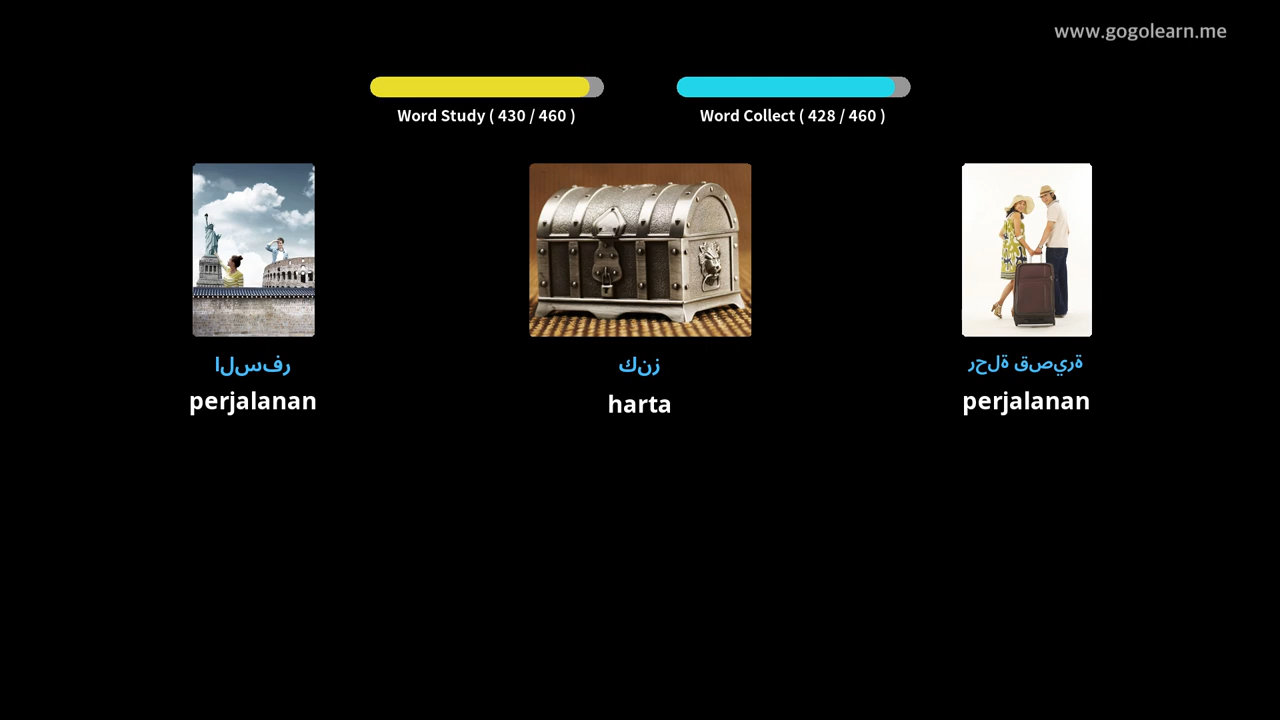 www.gogolearn.me
Word Study ( 430 / 460 )
Word Collect ( 428 / 460 )
السفر
perjalanan
كنز
harta
رحلة قصيرة
perjalanan